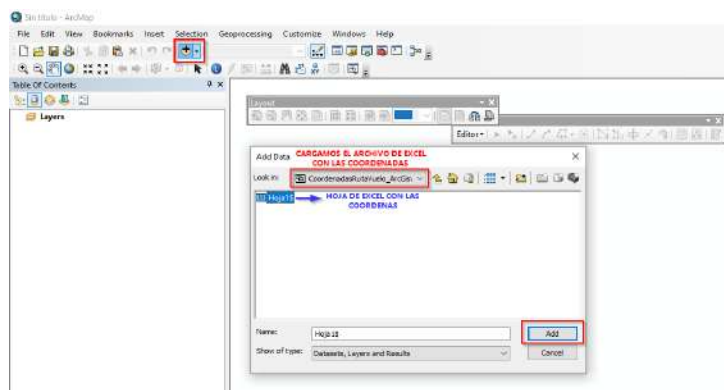 Sin título - ArcMap
File Edit View Bookmarks Insert Selection Geoprocessing Customize Windows Help
Table Of Contents
Layers
Layout
Editor
Add Data
CARGAMOS EL ARCHIVO DE EXCEL
CON LAS COORDENADAS
Look in:
CoordenadasRutaVuelo_ArcGis
Hoja1$
HOJA DE EXCEL CON LAS
COORDENAS
Name:
Hoja1$
Add
Show of type:
Datasets, Layers and Results
Cancel